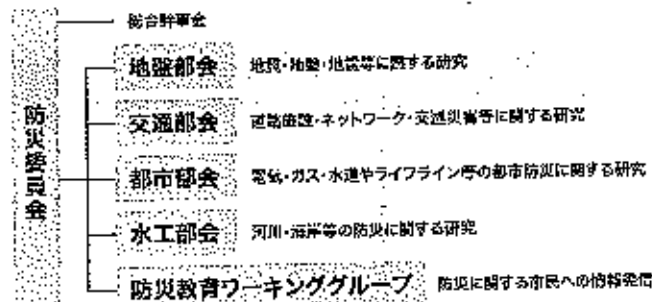 防災委員会
総合幹事会
地盤部会 地質・地盤・地震等に関する研究
交通部会 道路施設・ネットワーク・交通災害等に関する研究
都市部会 電気・ガス・水道やライフライン等の都市防災に関する研究
水工部会 河川・海岸等の防災に関する研究
防災教育ワーキンググループ 防災に関する市民への情報発信